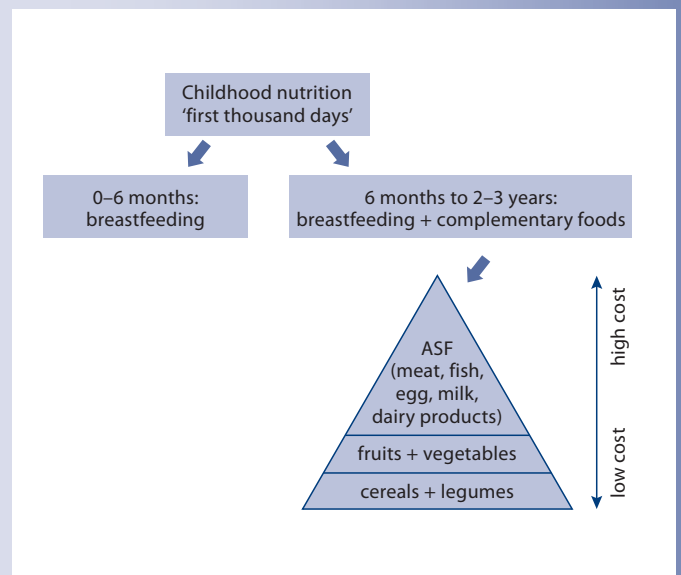 Childhood nutrition
‘first thousand days’
0–6 months:
breastfeeding
6 months to 2–3 years:
breastfeeding + complementary foods
ASF
(meat, fish,
egg, milk,
dairy products)
fruits + vegetables
cereals + legumes
high cost
low cost